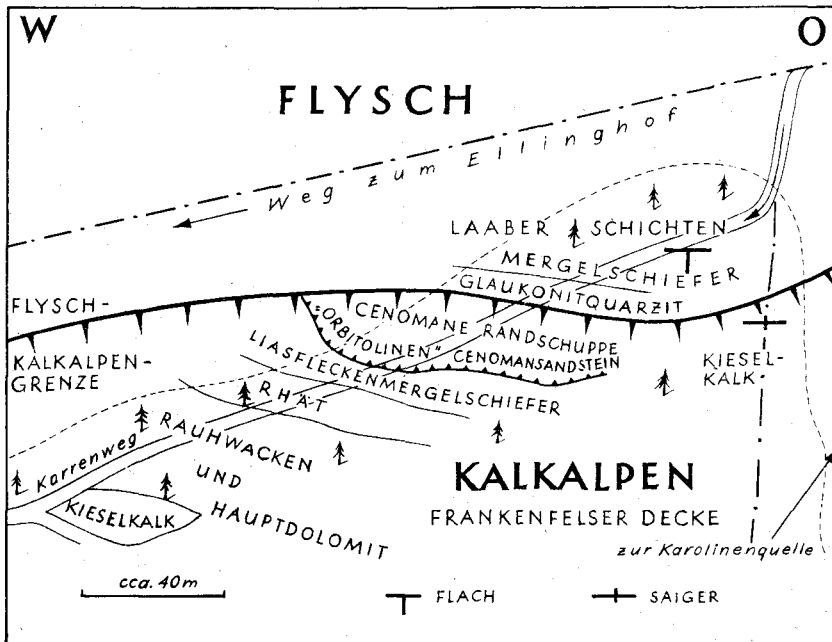 W O
FLYSCH
Weg zum Ellinghof
LAABER SCHICHTEN
MERGELSCHIEFER
GLAUKONITQUARZIT
FLYSCH-
KALKALPEN-
GRENZE
CENOMANE RANDSCHUPPE
"ORBITOLINEN" CENOMANSANDSTEIN
KIESEL-
KALK
LIASFLECKENMERGELSCHIEFER
RHÄT
Karrenweg
RAUHWACKEN
UND
HAUPTDOLOMIT
KIESELKALK
KALKALPEN
FRANKENFELSER DECKE
zur Karolinenquelle
cca. 40m
FLACH
SAIGER